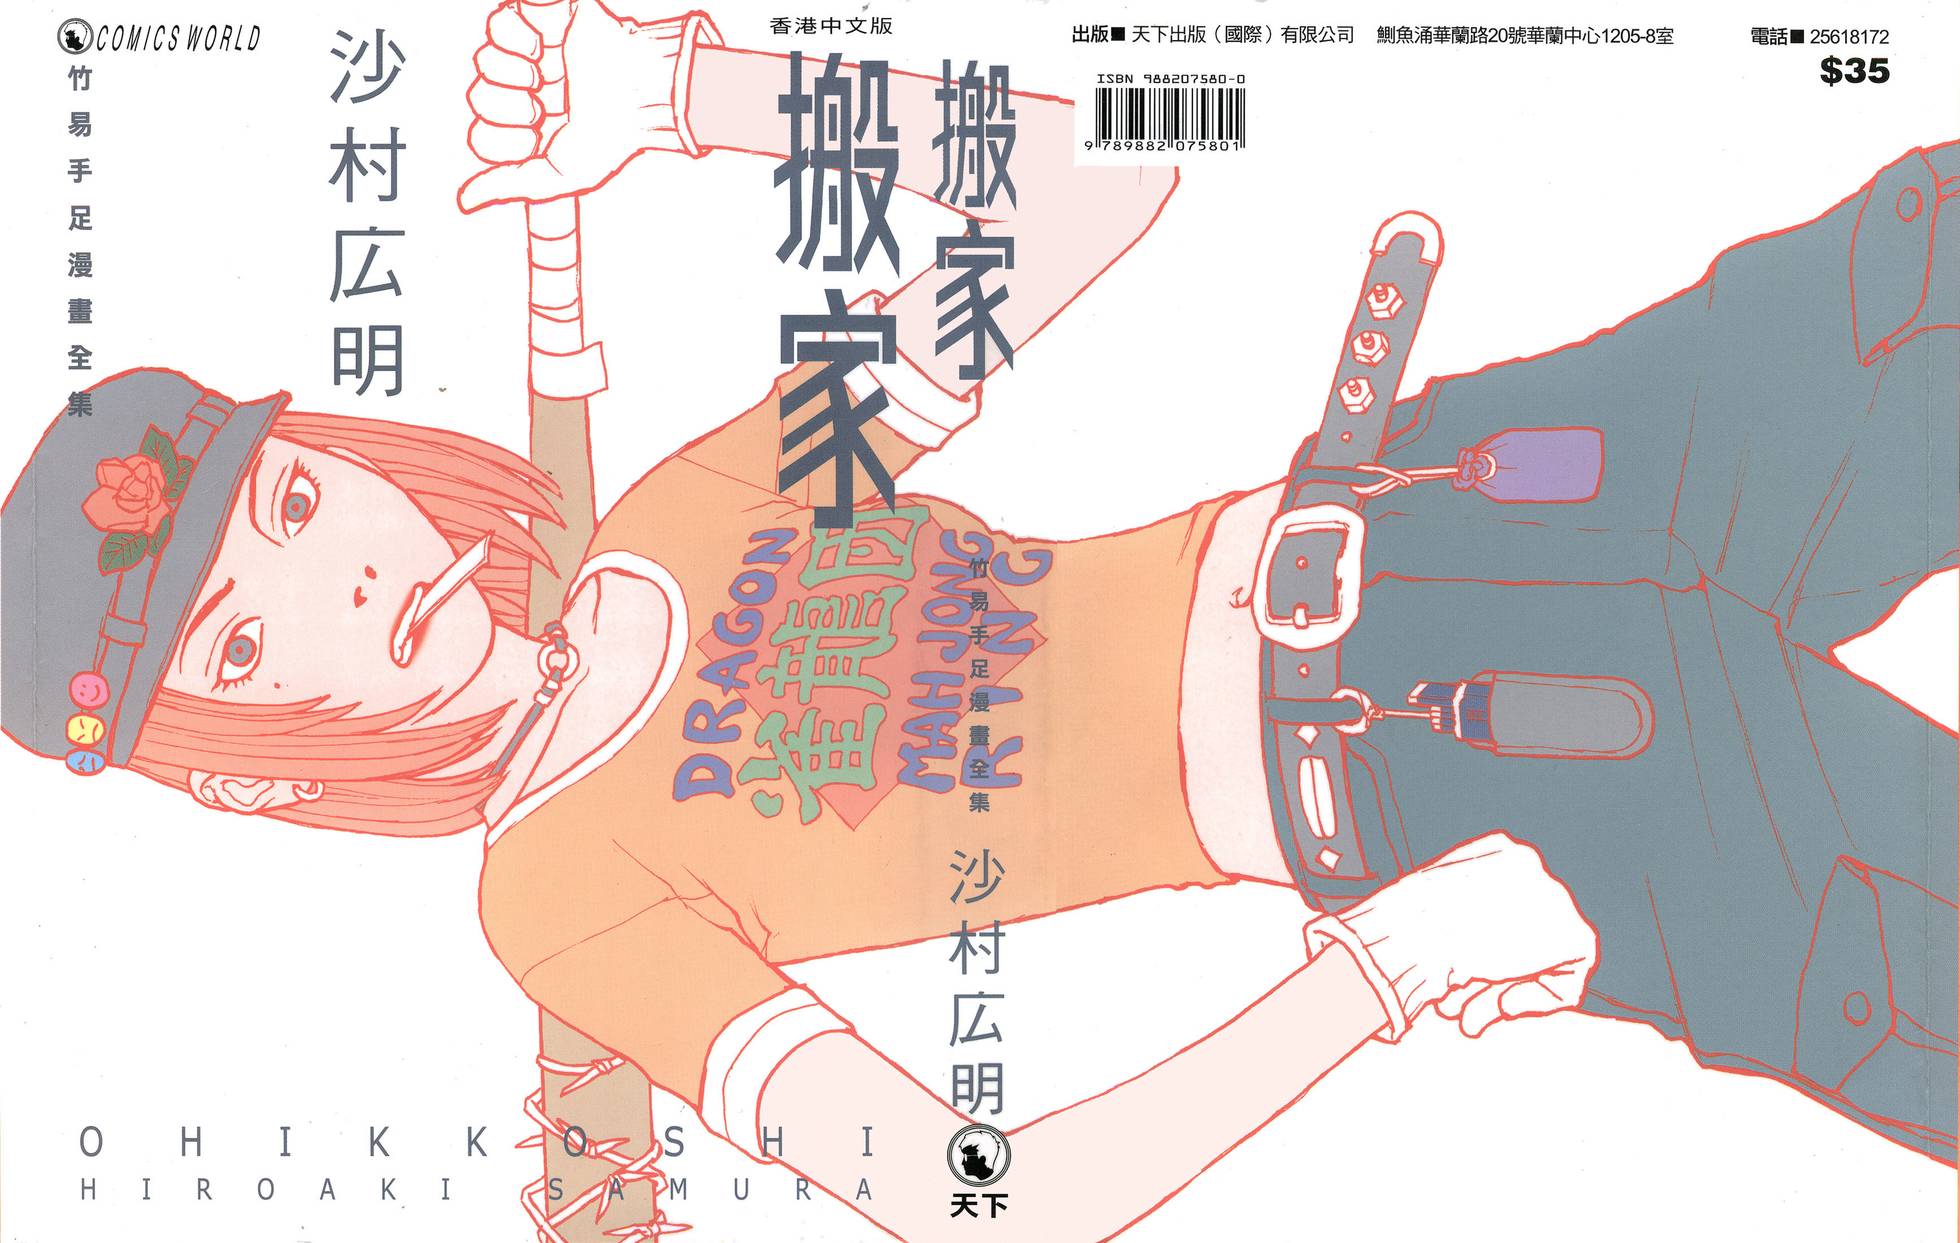 COMICS WORLD
竹易手足漫畫全集
沙村広明
香港中文版
搬家
DRAGON
雀龍団
MAH JONG
RING
OHIKKOSHI
HIROAKI SAMURA
搬家
竹易手足漫畫全集
沙村広明
天下
出版■ 天下出版（國際）有限公司 鰂魚涌華蘭路20號華蘭中心1205-8室 電話■ 25618172
$35
ISBN 988207580-0
9 789882 075801